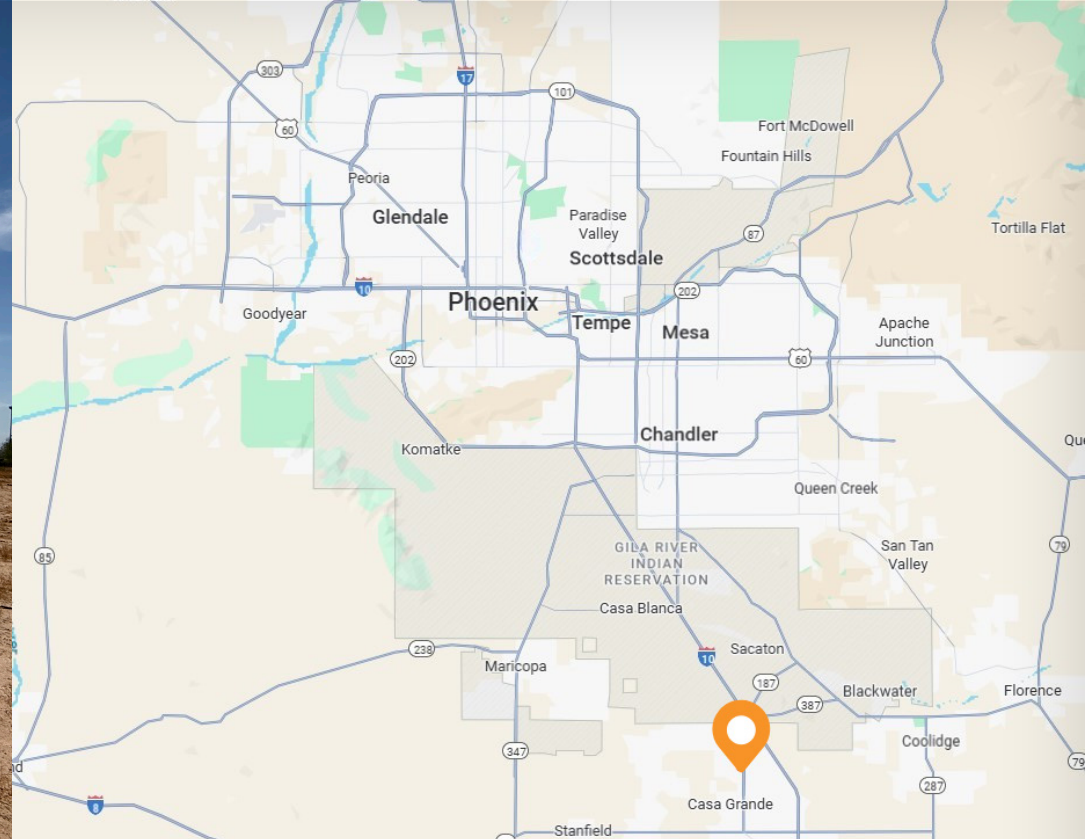 303
17
101
60
Fort McDowell
Fountain Hills
Peoria
Glendale
Paradise
Valley
87
Tortilla Flat
Scottsdale
10
202
Phoenix
Goodyear
Tempe
Mesa
Apache
Junction
202
60
Chandler
Komatke
Queen Creek
85
GILA RIVER
INDIAN
RESERVATION
San Tan
Valley
79
Casa Blanca
238
Sacaton
10
Maricopa
187
Blackwater
Florence
387
347
Coolidge
79
287
8
Casa Grande
Stanfield